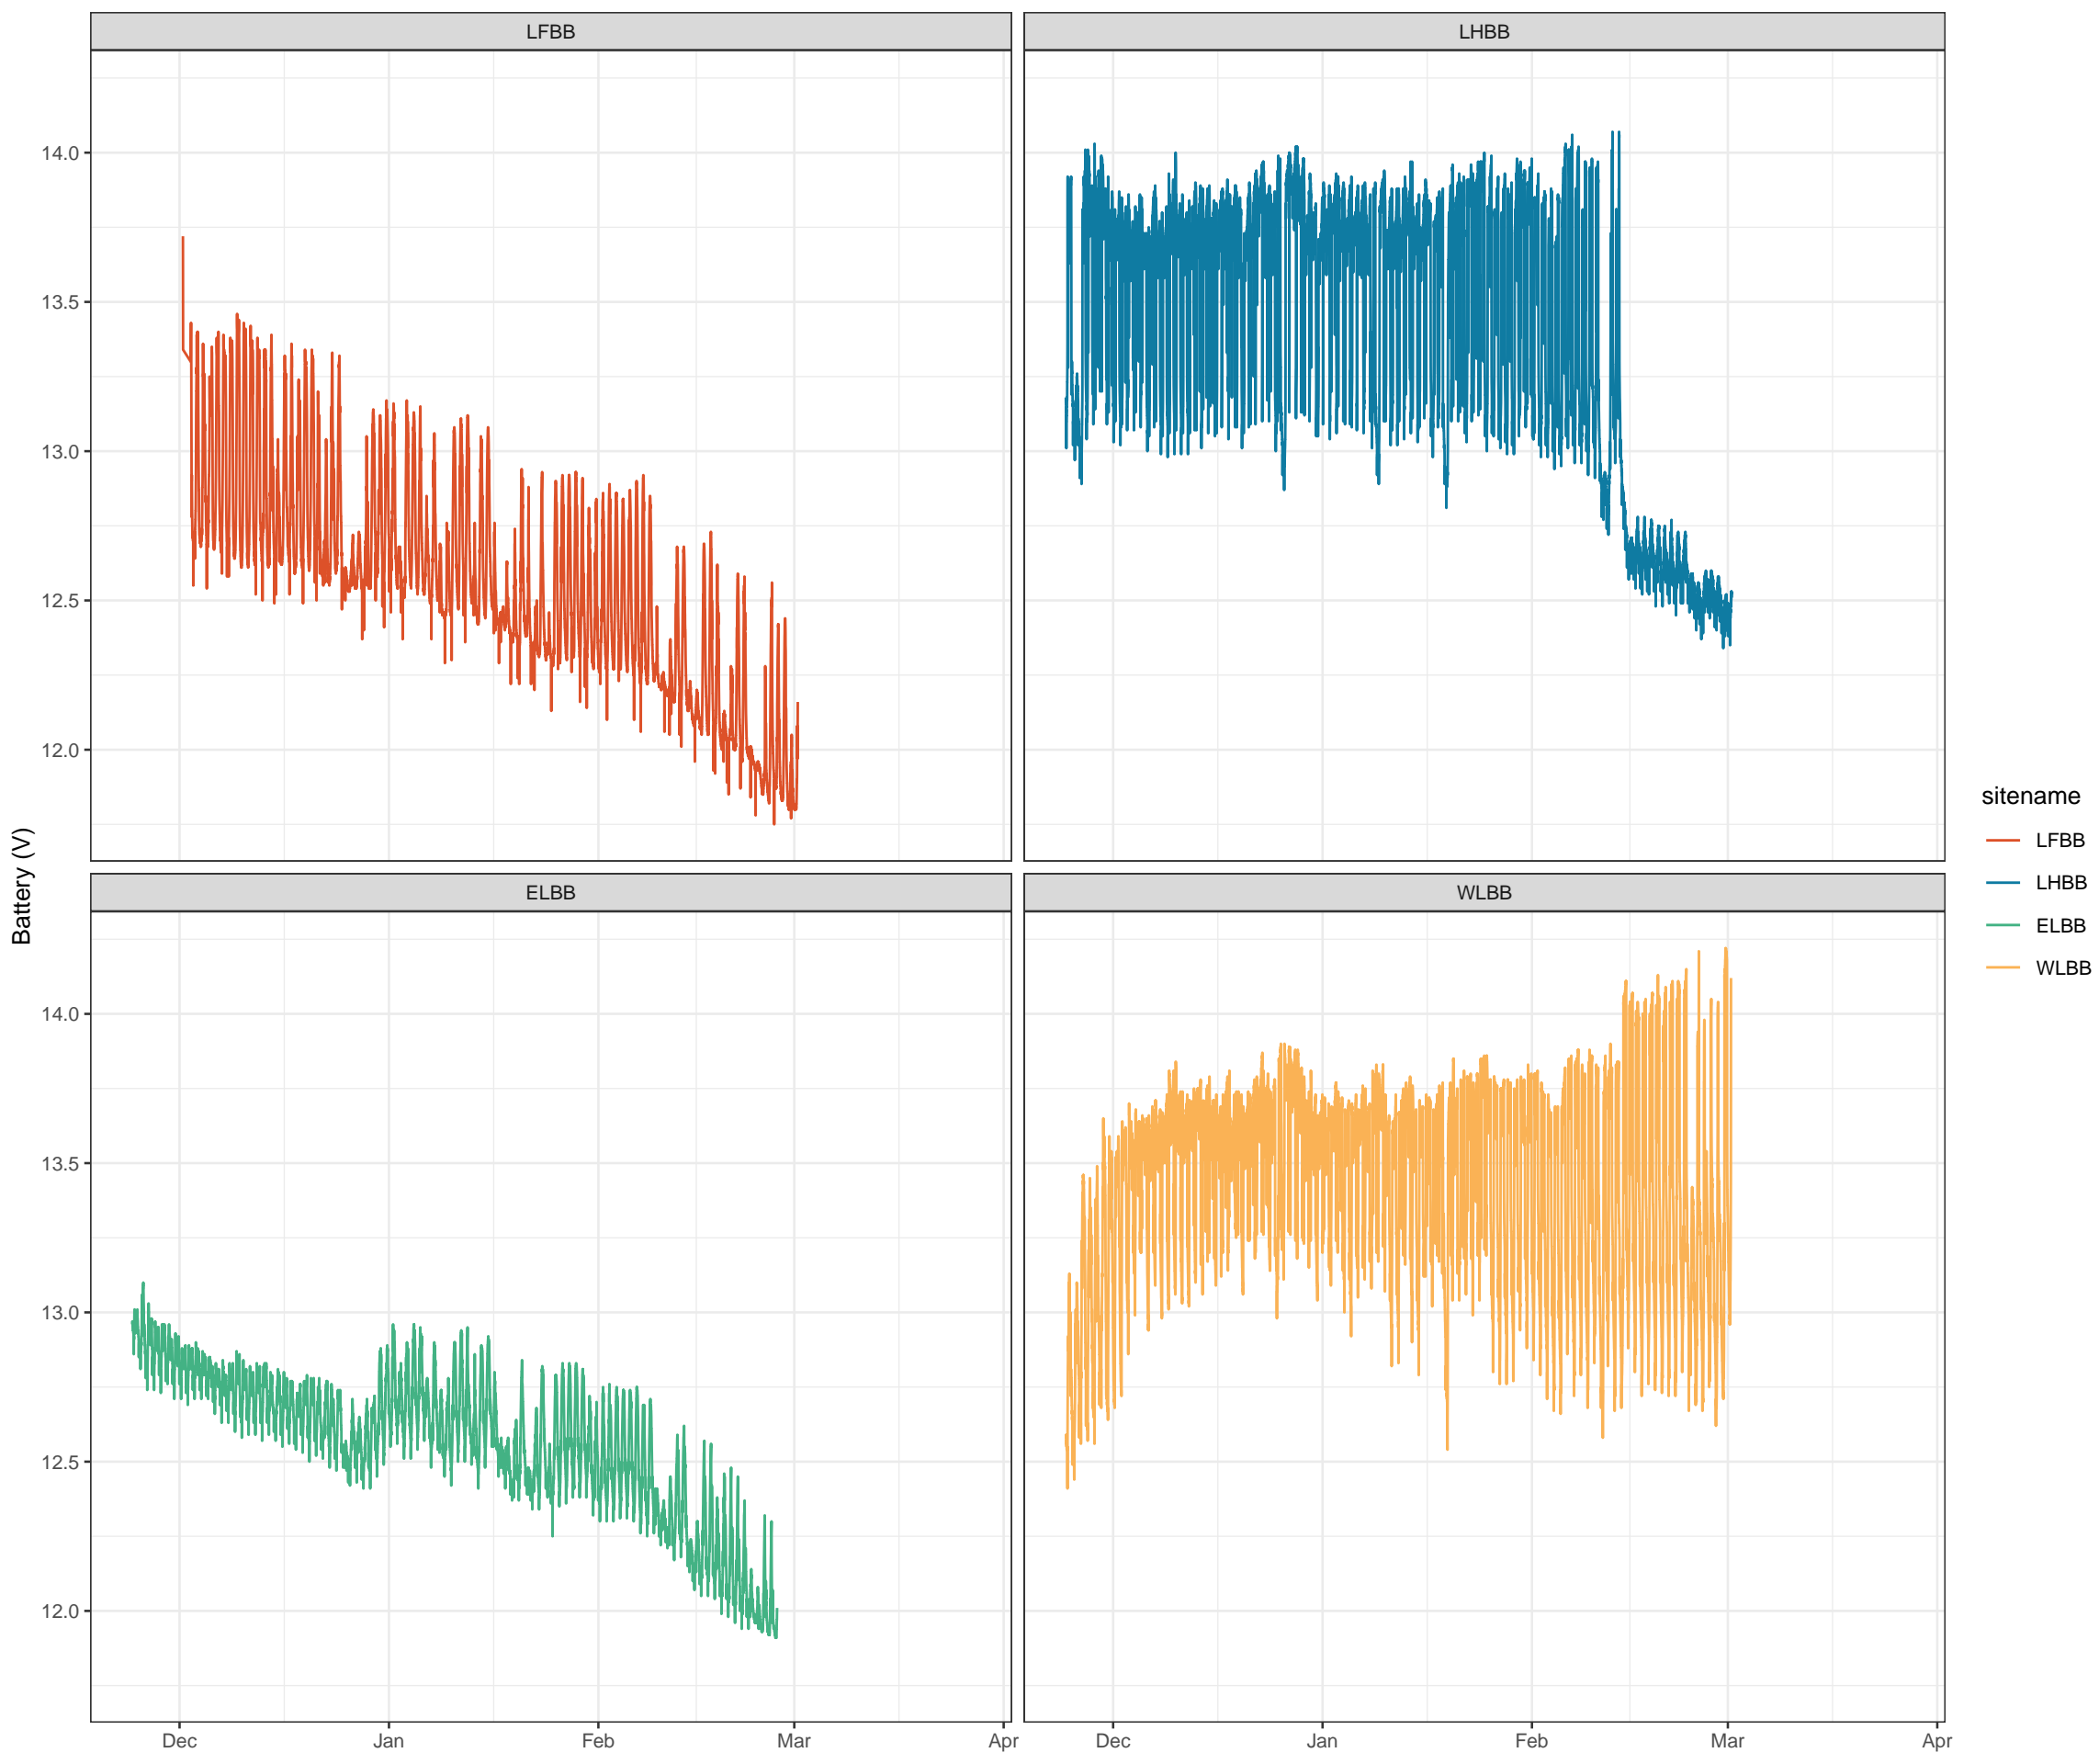 LFBB
LHBB
14.0
13.5
13.0
12.5
12.0
Battery (V)
ELBB
WLBB
14.0
13.5
13.0
12.5
12.0
Dec Jan Feb Mar Apr
Dec Jan Feb Mar Apr
sitename
LFBB
LHBB
ELBB
WLBB